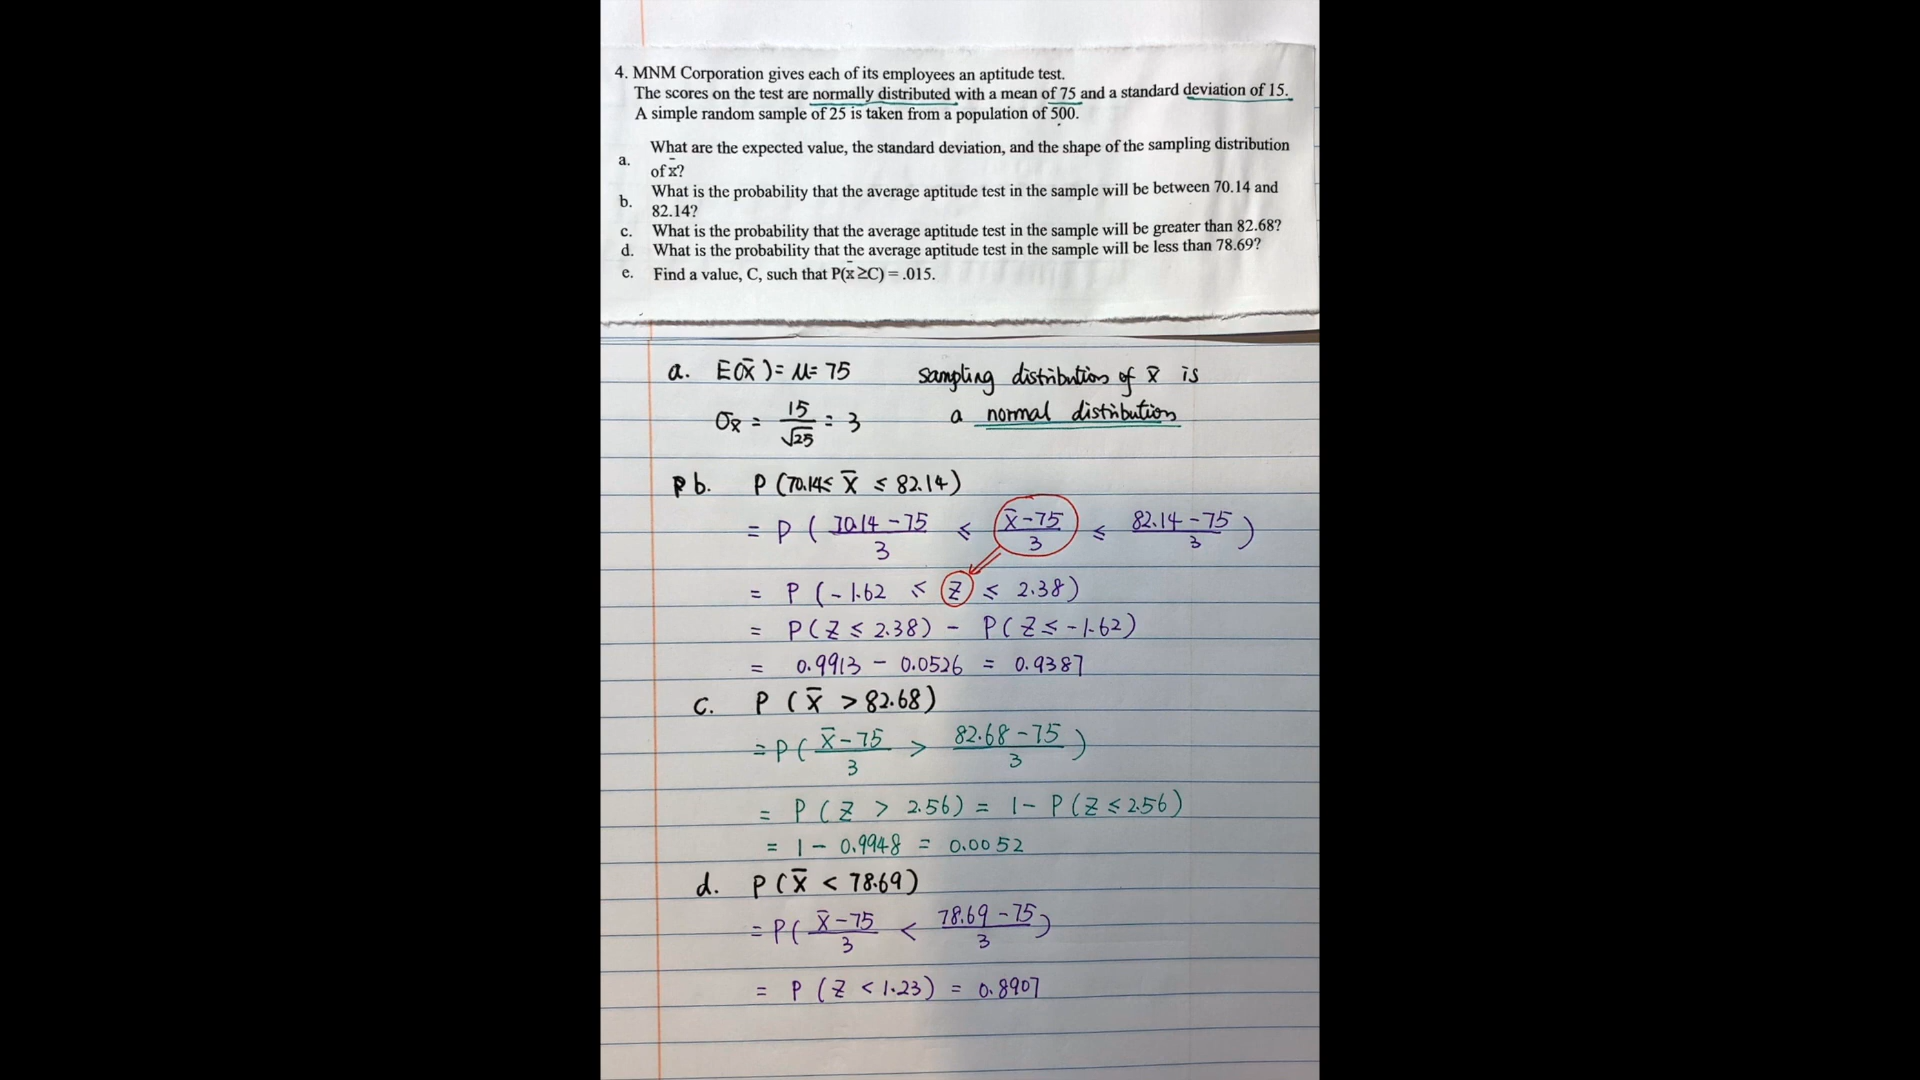 4. MNM Corporation gives each of its employees an aptitude test.
The scores on the test are normally distributed with a mean of 75 and a standard deviation of 15.
A simple random sample of 25 is taken from a population of 500.
a. What are the expected value, the standard deviation, and the shape of the sampling distribution
of x̄?
b. What is the probability that the average aptitude test in the sample will be between 70.14 and
82.14?
c. What is the probability that the average aptitude test in the sample will be greater than 82.68?
d. What is the probability that the average aptitude test in the sample will be less than 78.69?
e. Find a value, C, such that P(x̄≥C) = .015.
a. E(x̄) = μ = 75 sampling distribution of x̄ is
σx̄ = 15/√25 = 3 a normal distribution
b. P (70.14 ≤ x̄ ≤ 82.14)
= P ( 70.14 - 75/3 ≤ x̄ - 75/3 ≤ 82.14 - 75/3 )
= P (-1.62 ≤ Z ≤ 2.38)
= P(Z ≤ 2.38) - P(Z ≤ -1.62)
= 0.9913 - 0.0526 = 0.9387
c. P (x̄ > 82.68)
= P( x̄ - 75/3 > 82.68 - 75/3 )
= P (Z > 2.56) = 1 - P(Z ≤ 2.56)
= 1 - 0.9948 = 0.0052
d. P(x̄ < 78.69)
= P( x̄ - 75/3 < 78.69 - 75/3 )
= P (Z < 1.23) = 0.8907